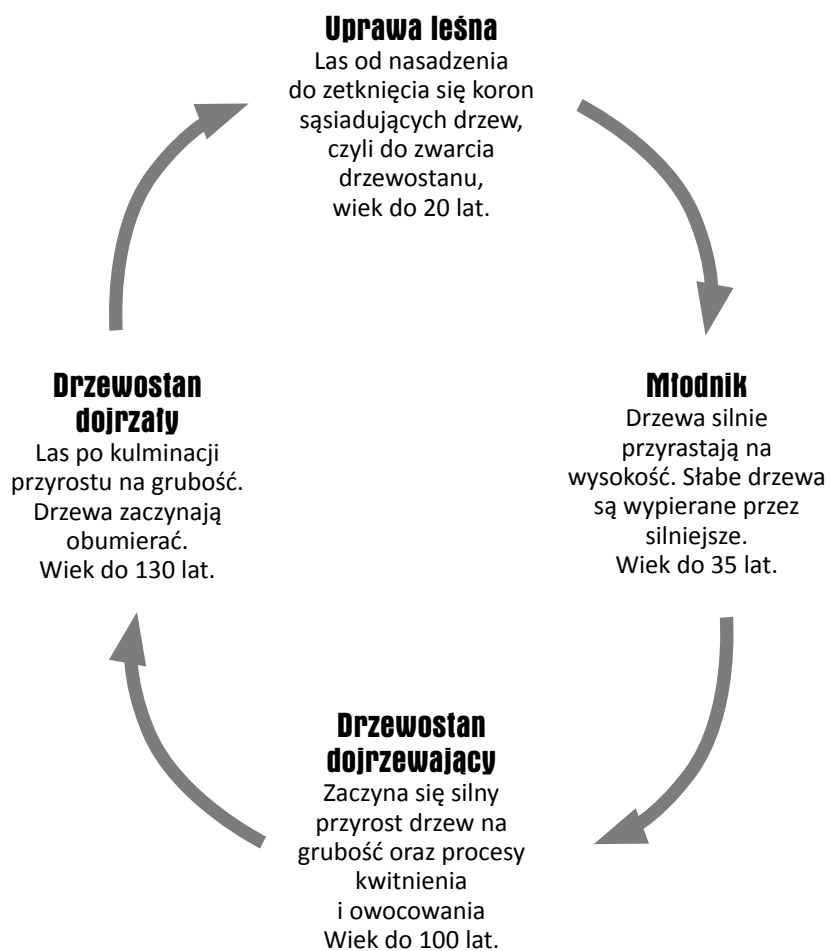 Uprawa leśna
Las od nasadzenia
do zetknięcia się koron
sąsiadujących drzew,
czyli do zwarcia
drzewostanu,
wiek do 20 lat.
Młodnik
Drzewa silnie
przyrastają na
wysokość. Słabe drzewa
są wypierane przez
silniejsze.
Wiek do 35 lat.
Drzewostan
dojrzewający
Zaczyna się silny
przyrost drzew na
grubość oraz procesy
kwitnienia
i owocowania
Wiek do 100 lat.
Drzewostan
dojrzały
Las po kulminacji
przyrostu na grubość.
Drzewa zaczynają
obumierać.
Wiek do 130 lat.